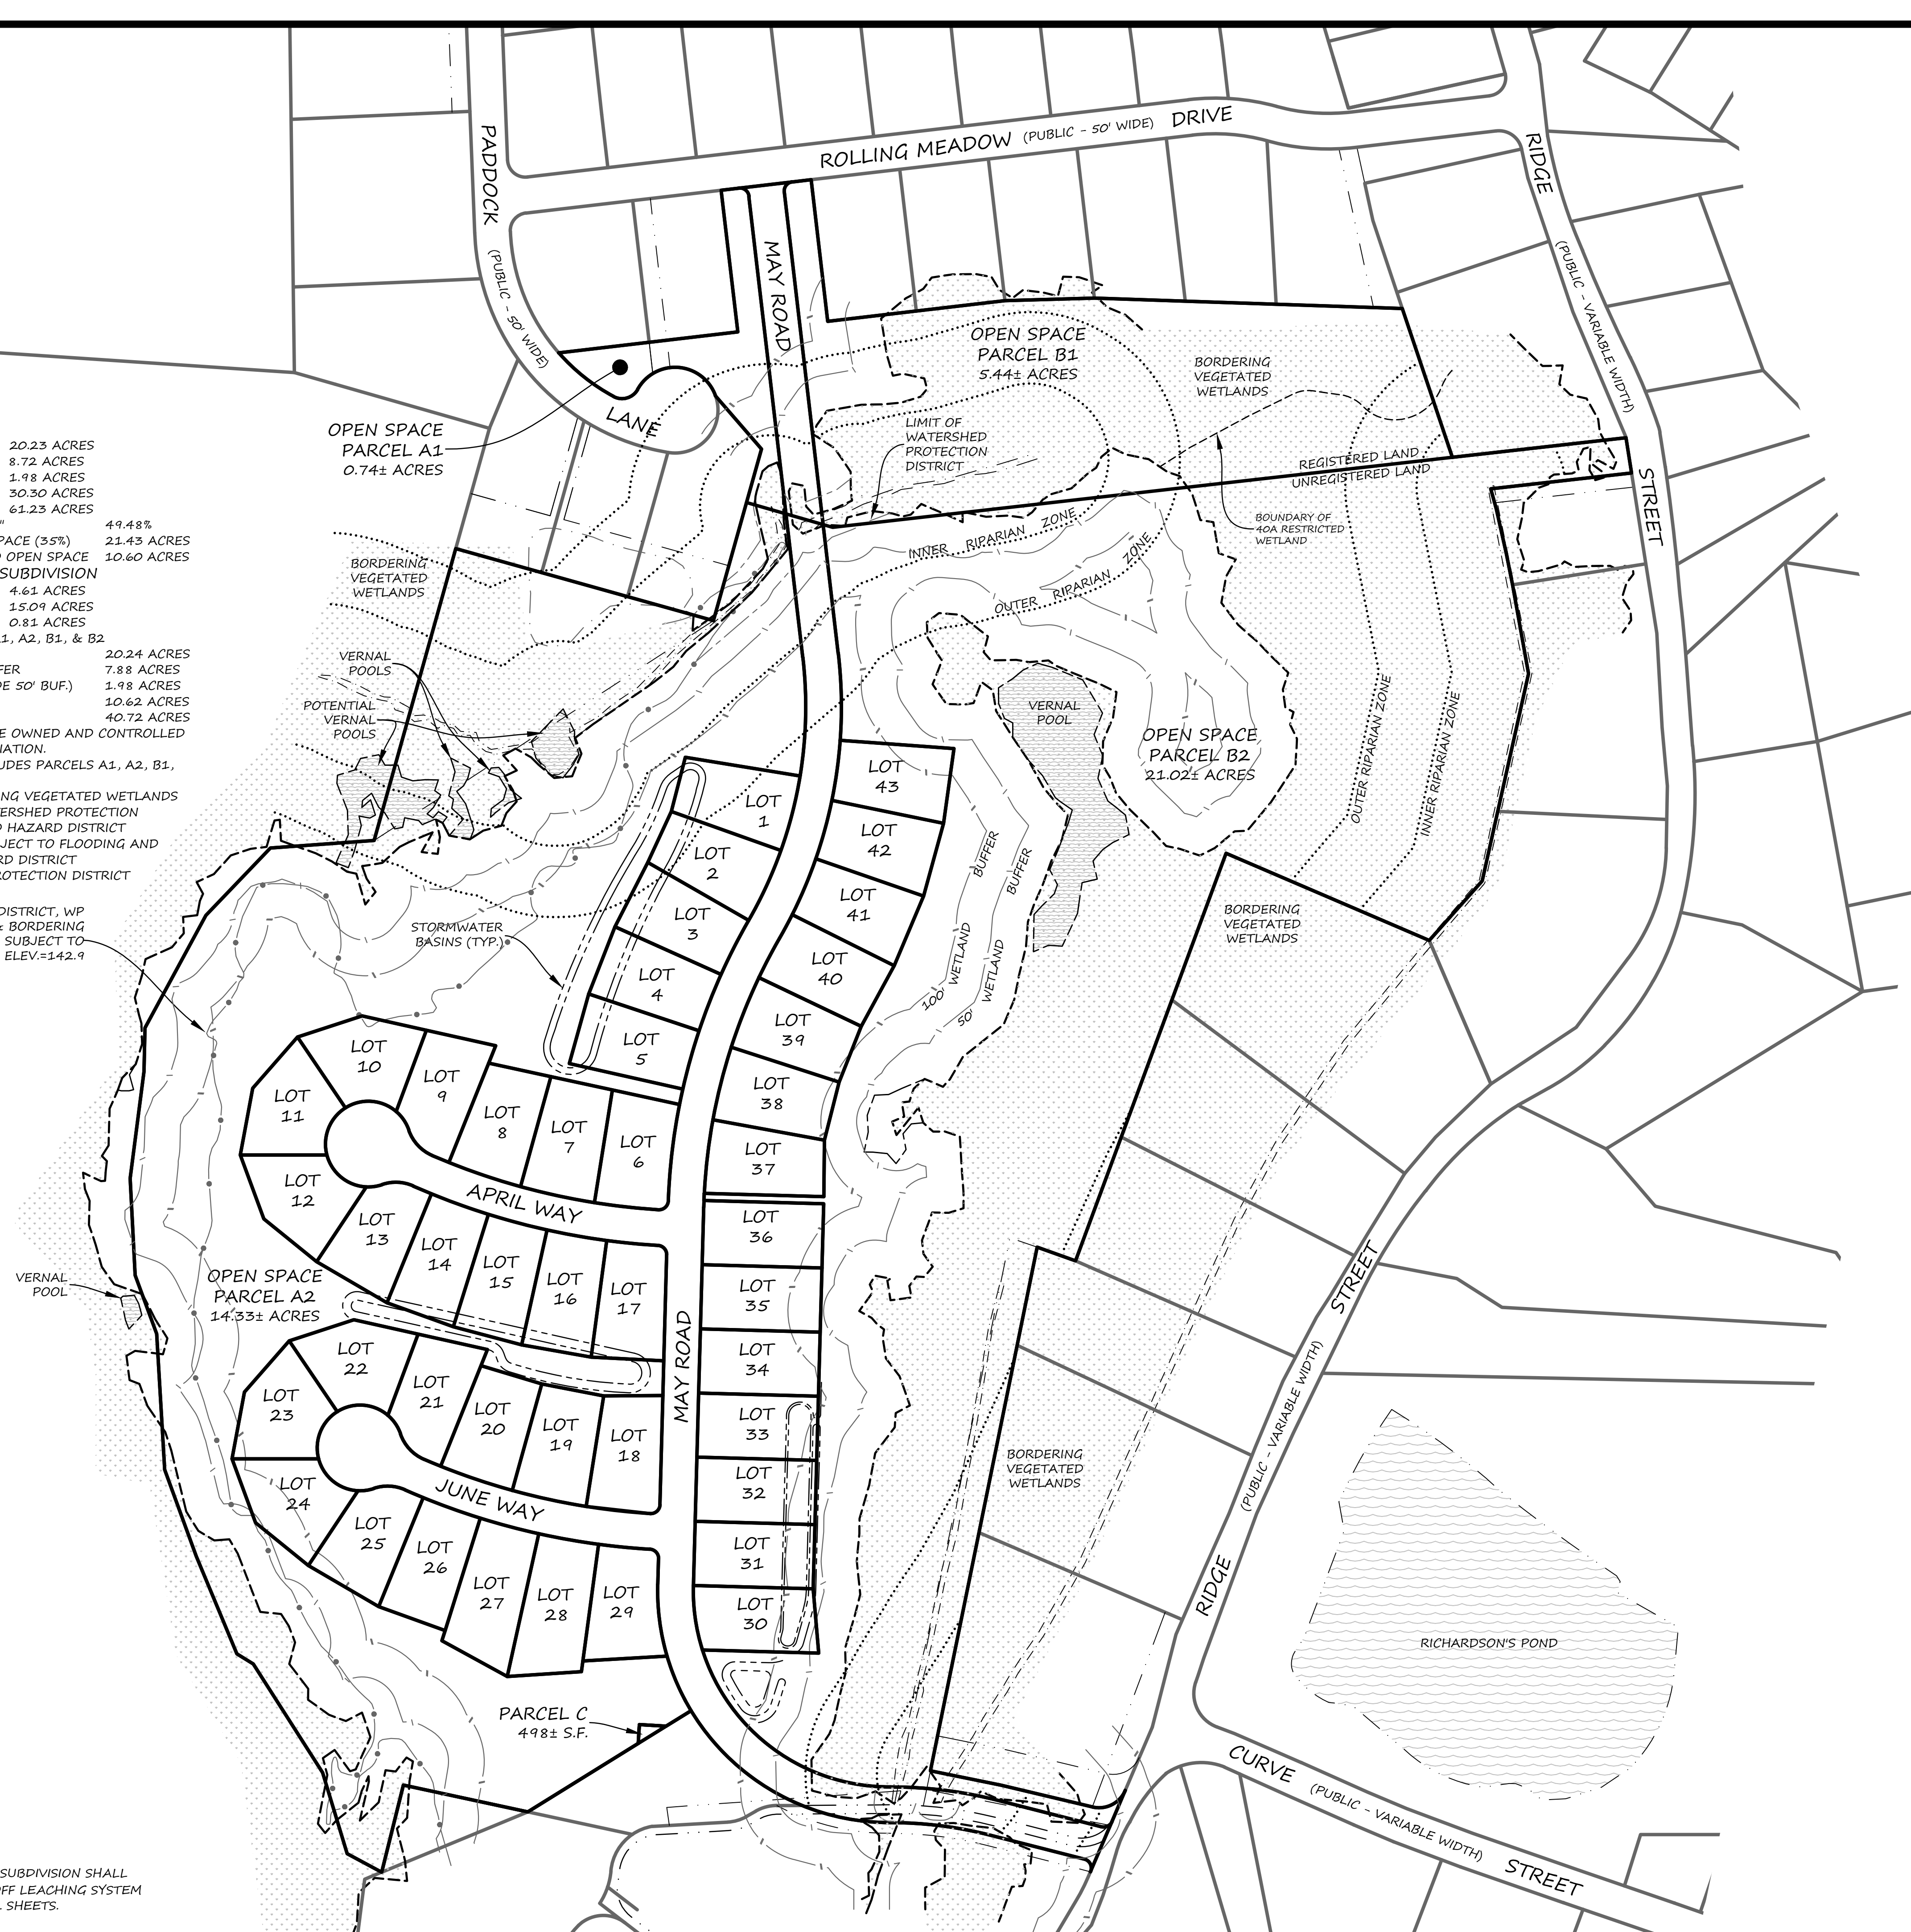 ROLLING MEADOW (PUBLIC - 50' WIDE) DRIVE
PADDOCK
(PUBLIC - 50' WIDE)
LANE
MAY ROAD
RIDGE
(PUBLIC - VARIABLE WIDTH)
STREET
OPEN SPACE
PARCEL A1
0.74± ACRES
OPEN SPACE
PARCEL B1
5.44± ACRES
BORDERING
VEGETATED
WETLANDS
LIMIT OF
WATERSHED
PROTECTION
DISTRICT
REGISTERED LAND
UNREGISTERED LAND
BOUNDARY OF
40A RESTRICTED
WETLAND
INNER RIPARIAN ZONE
OUTER RIPARIAN ZONE
20.23 ACRES
8.72 ACRES
1.98 ACRES
30.30 ACRES
61.23 ACRES
" 49.48%
SPACE (35%) 21.43 ACRES
OPEN SPACE 10.60 ACRES
SUBDIVISION
4.61 ACRES
15.09 ACRES
0.81 ACRES
1, A2, B1, & B2
20.24 ACRES
FER 7.88 ACRES
DE 50' BUF.) 1.98 ACRES
10.62 ACRES
40.72 ACRES
E OWNED AND CONTROLLED
IATION.
UDES PARCELS A1, A2, B1,
NG VEGETATED WETLANDS
TERSHED PROTECTION
D HAZARD DISTRICT
JECT TO FLOODING AND
RD DISTRICT
ROTECTION DISTRICT
DISTRICT, WP
& BORDERING
SUBJECT TO
ELEV.=142.9
BORDERING
VEGETATED
WETLANDS
VERNAL
POOLS
POTENTIAL
VERNAL
POOLS
VERNAL
POOL
OPEN SPACE
PARCEL B2
21.02± ACRES
OUTER RIPARIAN ZONE
INNER RIPARIAN ZONE
BORDERING
VEGETATED
WETLANDS
STORMWATER
BASINS (TYP.)
100' WETLAND BUFFER
50' WETLAND BUFFER
LOT
1
LOT
2
LOT
3
LOT
4
LOT
5
LOT
43
LOT
42
LOT
41
LOT
40
LOT
39
LOT
38
LOT
37
LOT
36
LOT
35
LOT
34
LOT
33
LOT
32
LOT
31
LOT
30
LOT
10
LOT
9
LOT
8
LOT
7
LOT
6
LOT
11
LOT
12
APRIL WAY
LOT
13
LOT
14
LOT
15
LOT
16
LOT
17
VERNAL
POOL
OPEN SPACE
PARCEL A2
14.33± ACRES
MAY ROAD
LOT
22
LOT
21
LOT
20
LOT
19
LOT
18
LOT
23
LOT
24
JUNE WAY
LOT
25
LOT
26
LOT
27
LOT
28
LOT
29
PARCEL C
498± S.F.
BORDERING
VEGETATED
WETLANDS
RIDGE
(PUBLIC - VARIABLE WIDTH)
STREET
RICHARDSON'S POND
CURVE (PUBLIC - VARIABLE WIDTH) STREET
SUBDIVISION SHALL
OFF LEACHING SYSTEM
SHEETS.